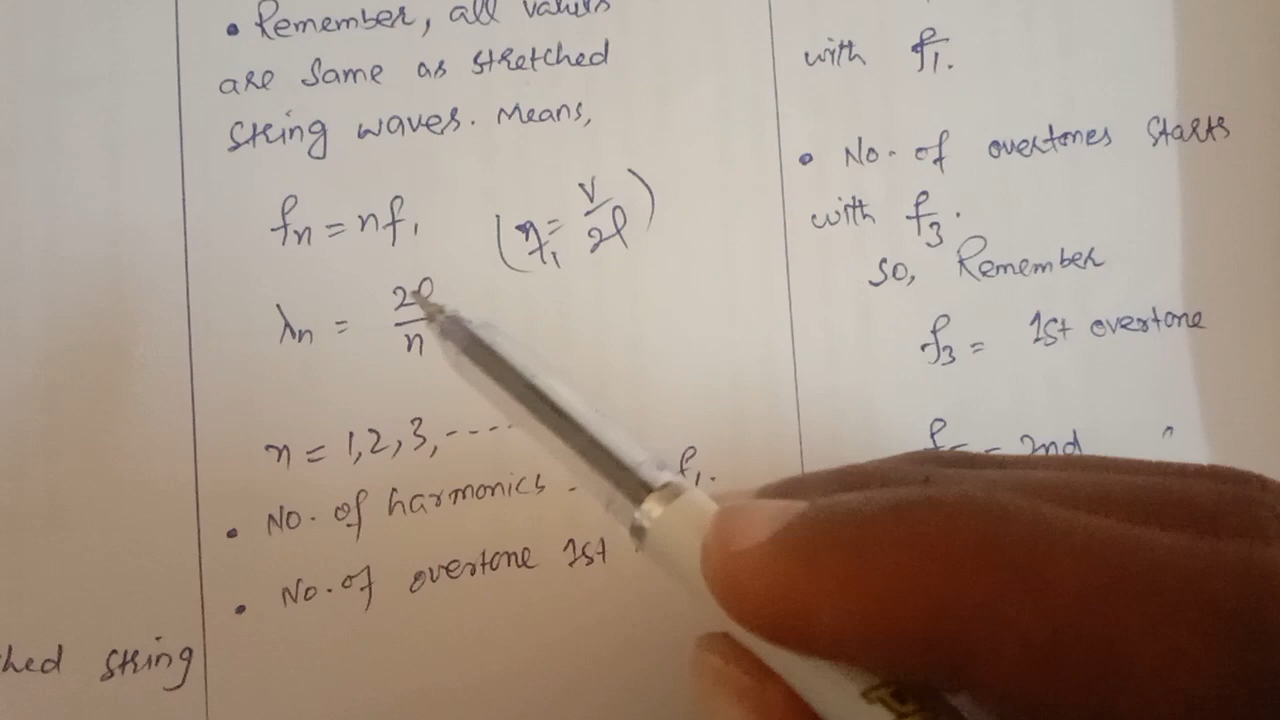 • Remember, all values
are same as stretched
string waves. Means,
fn = nf1 (f1 = V/2l)
λn = 2l/n
n = 1,2,3,-----
• No. of harmonics - f1.
• No. of overtone 1st
with f1.
• No. of overtones starts
with f3.
so, Remember
f3 = 1st overtone
= 2nd "
hed string